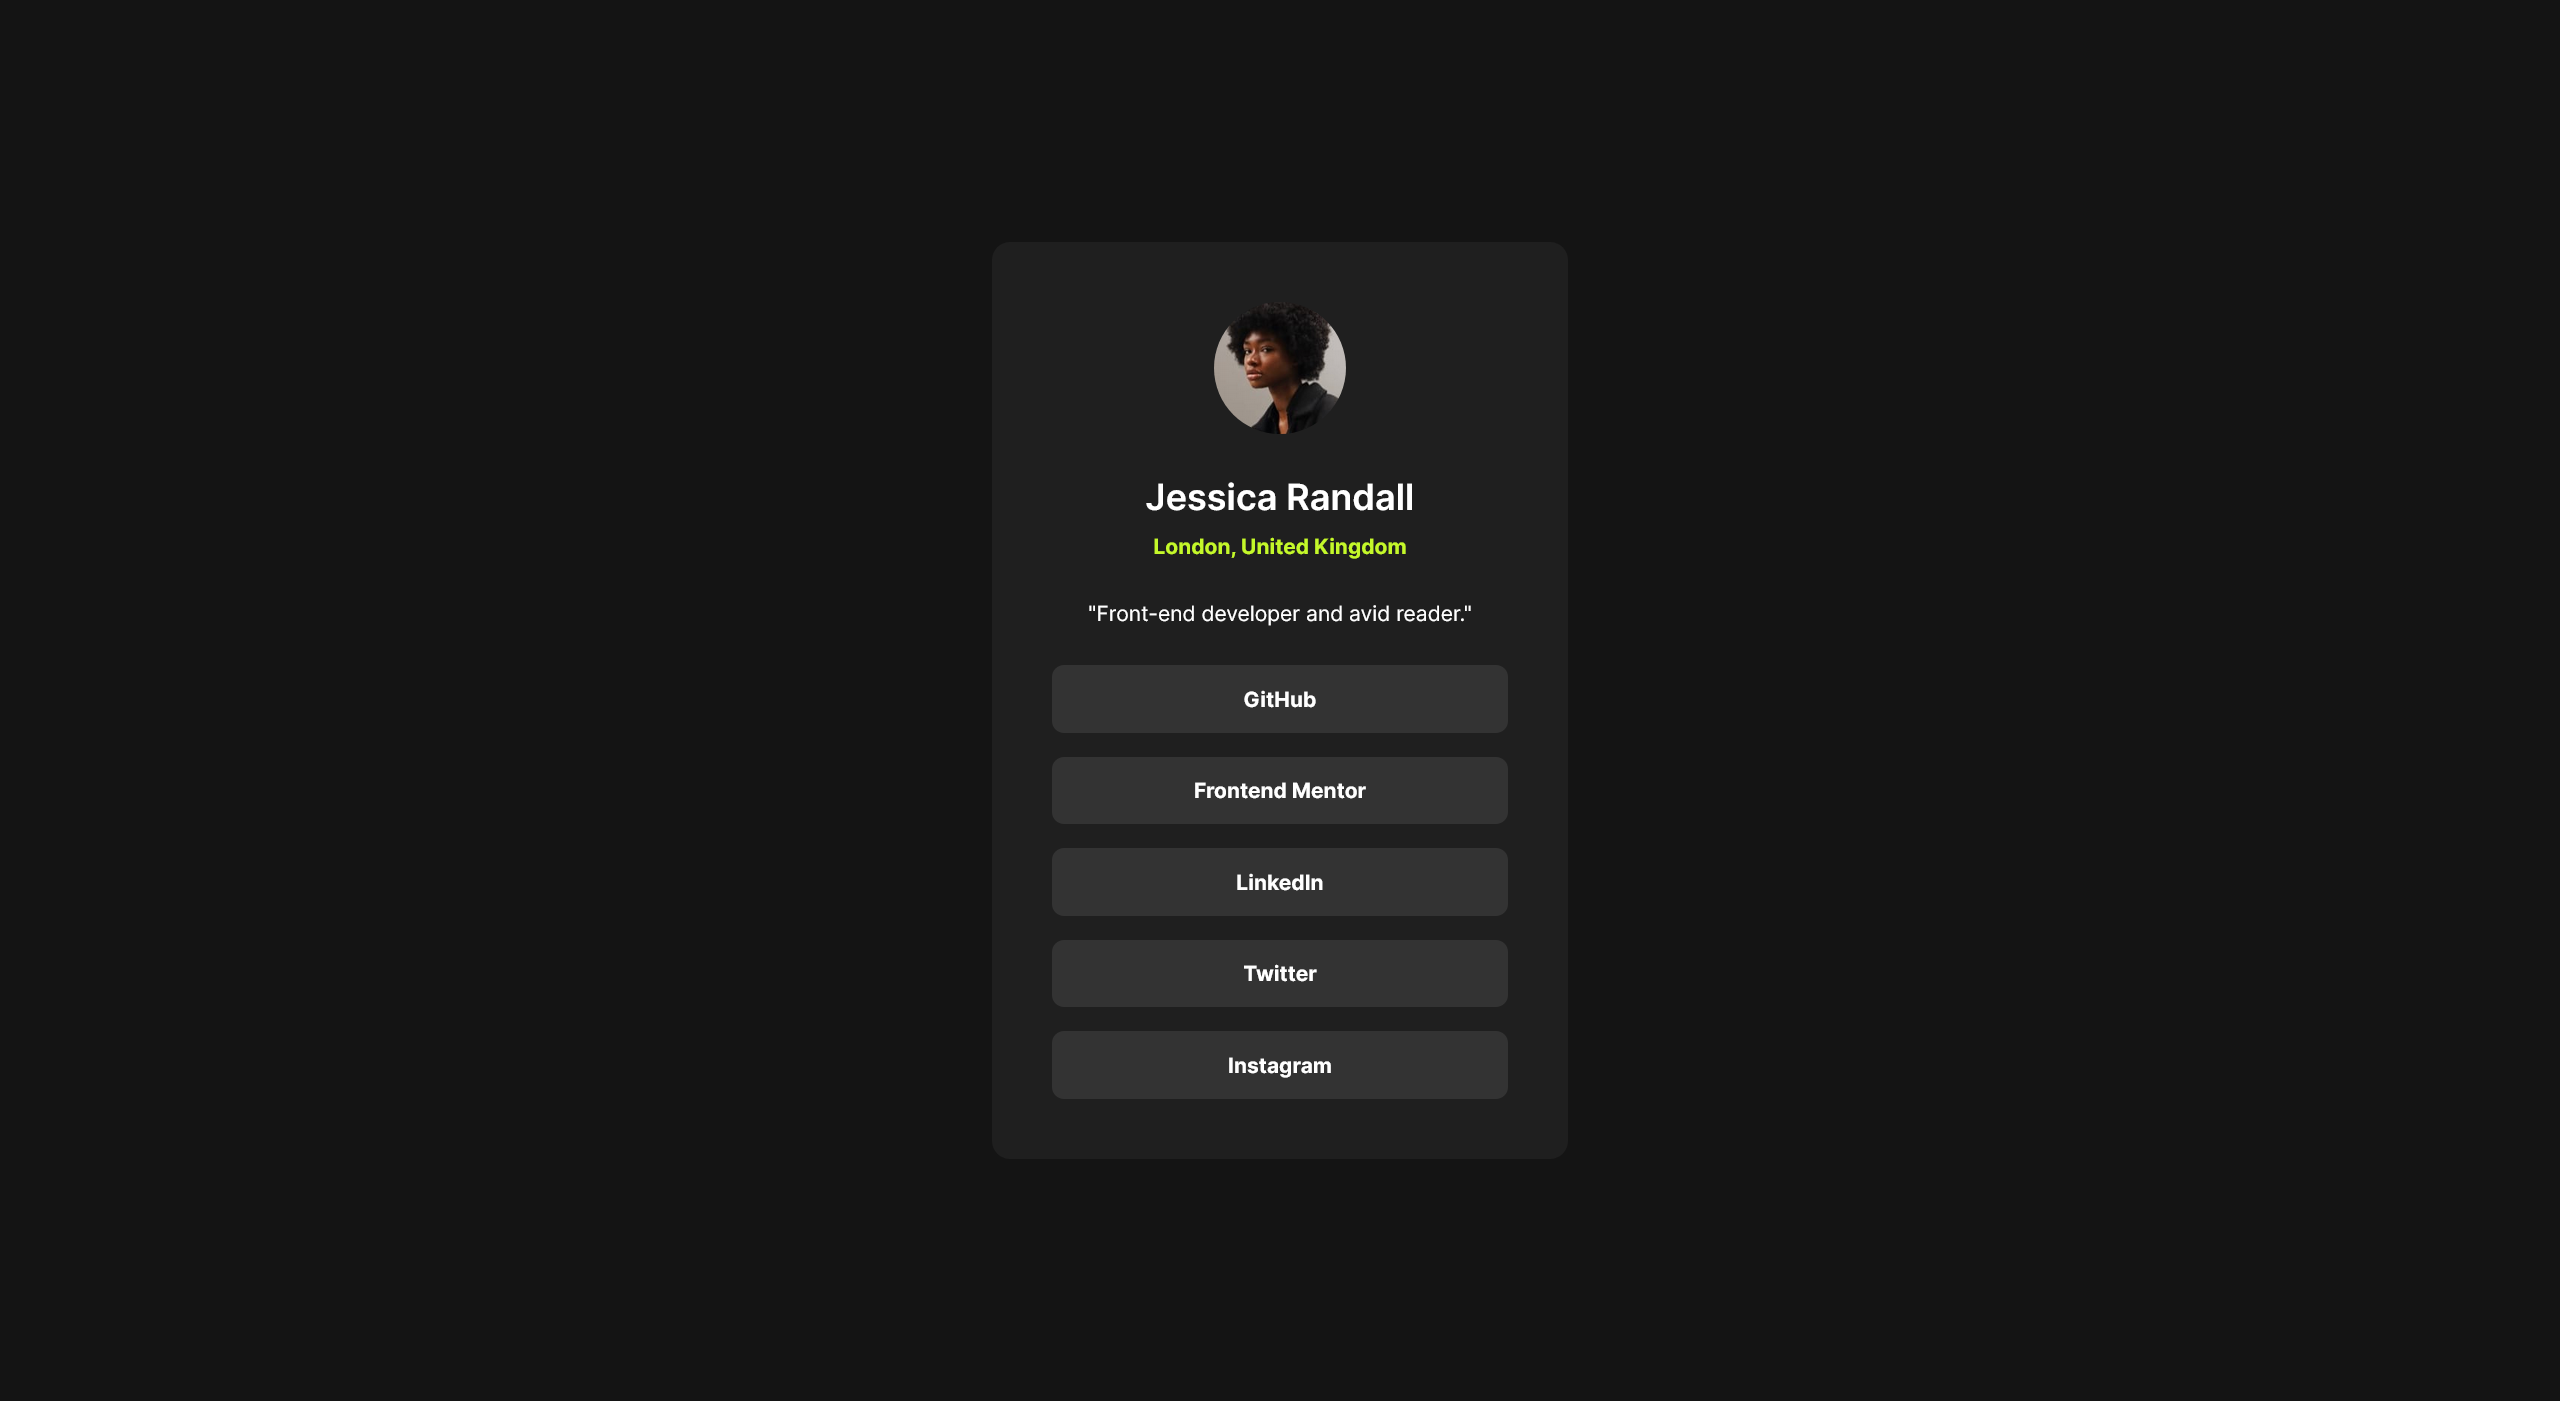 Jessica Randall
London, United Kingdom
"Front-end developer and avid reader."
GitHub
Frontend Mentor
LinkedIn
Twitter
Instagram